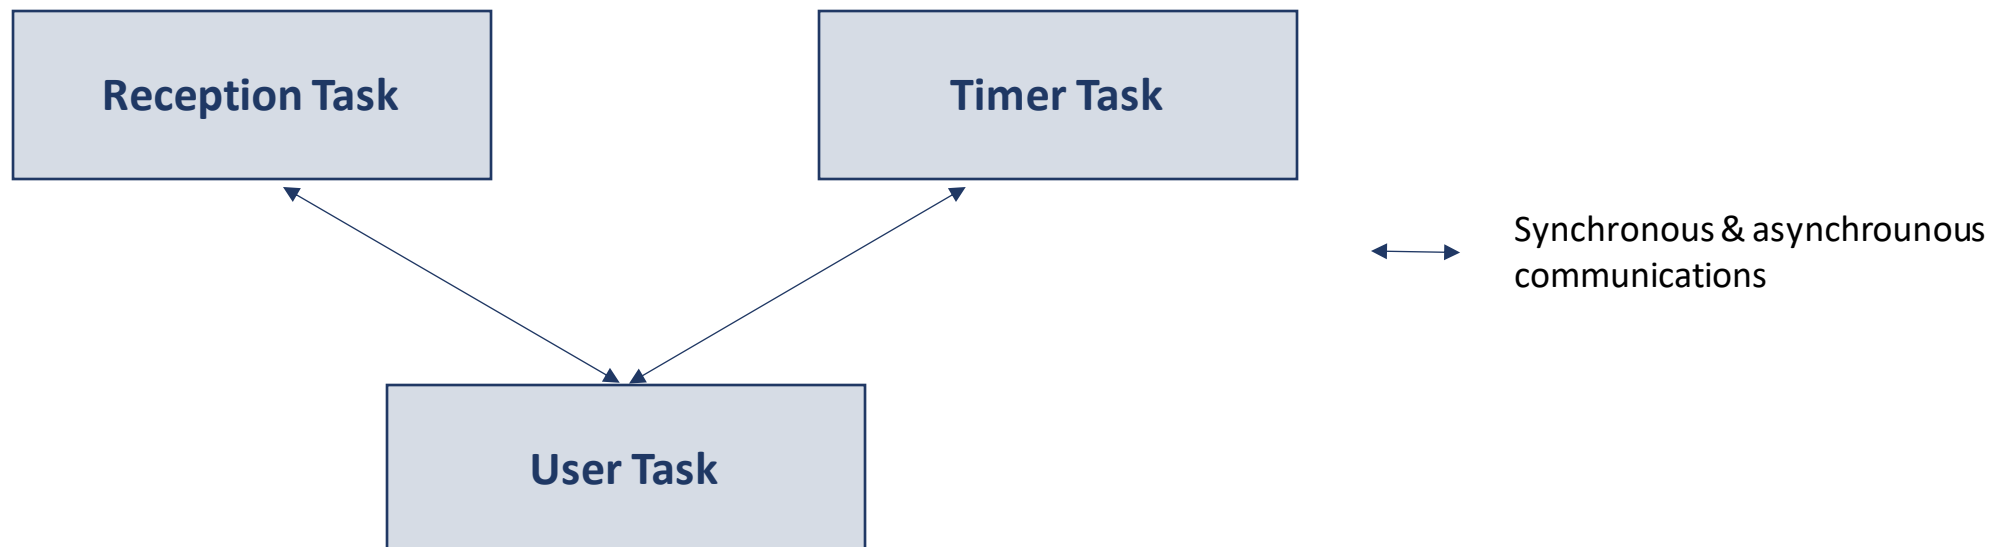 Reception Task
Timer Task
Synchronous & asynchrounous
communications
User Task